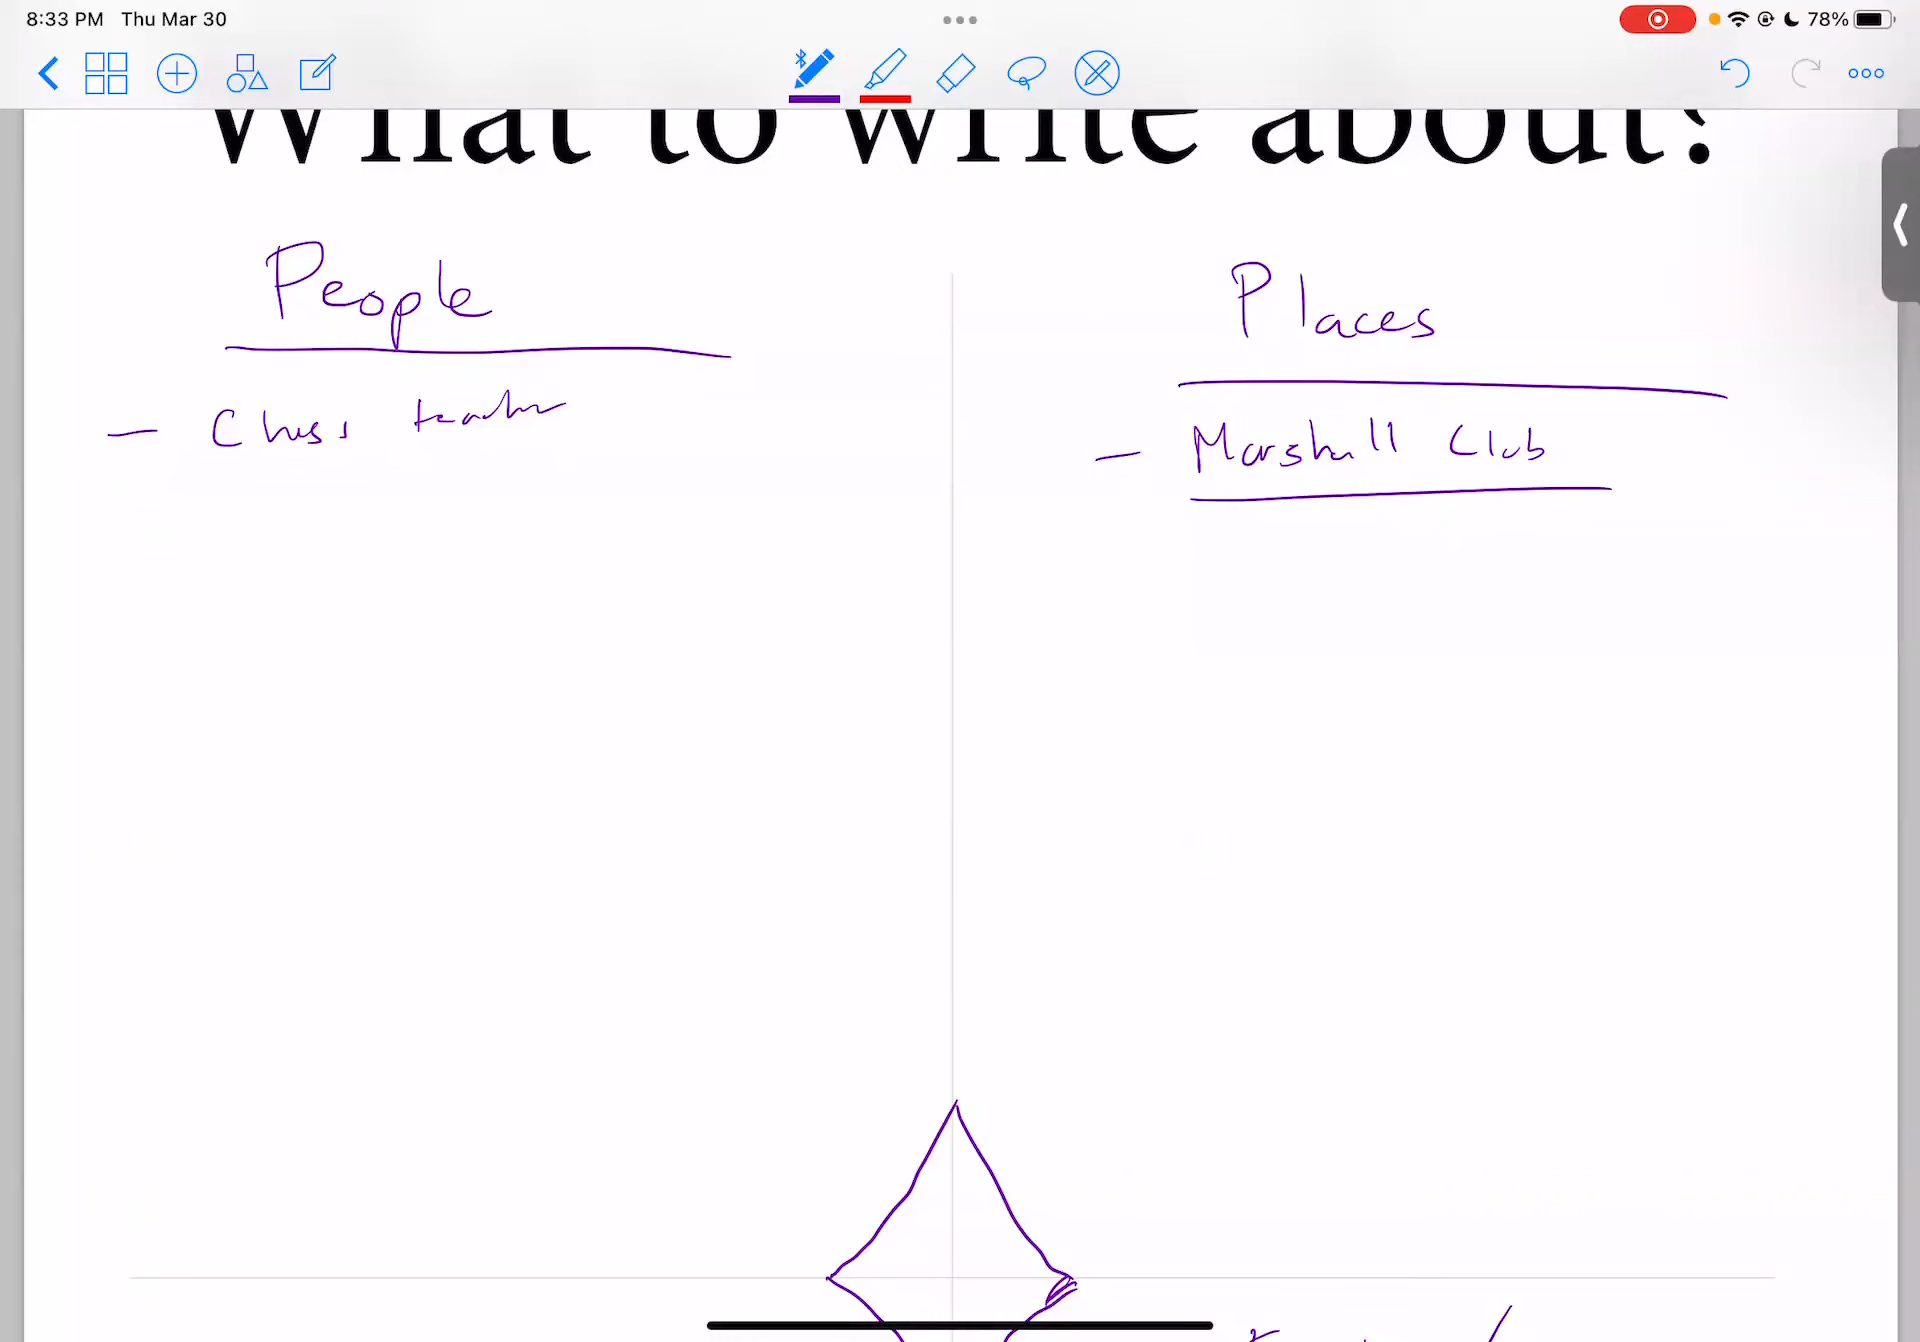 8:33 PM Thu Mar 30
78%
What to write about?
People
Places
- Chess teacher
- Marshall Club